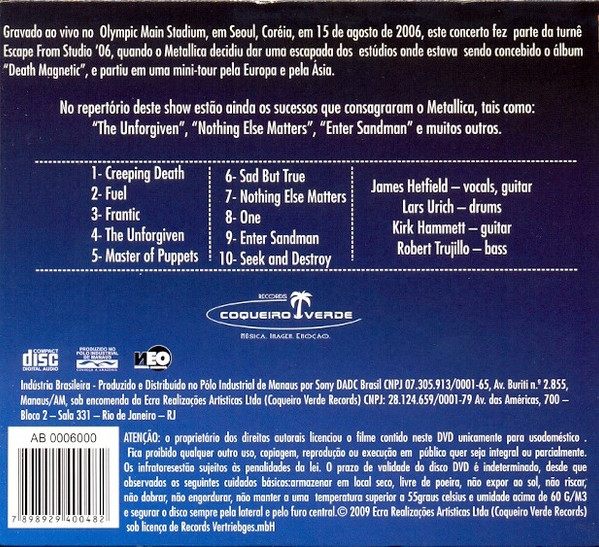 Gravado ao vivo no Olympic Main Stadium, em Seoul, Coréia, em 15 de agosto de 2006, este concerto fez parte da turnê
Escape From Studio '06, quando o Metallica decidiu dar uma escapada dos estúdios onde estava sendo concebido o álbum
"Death Magnetic", e partiu em uma mini-tour pela Europa e pela Ásia.
No repertório deste show estão ainda os sucessos que consagraram o Metallica, tais como:
"The Unforgiven", "Nothing Else Matters", "Enter Sandman" e muitos outros.
1- Creeping Death
2- Fuel
3- Frantic
4- The Unforgiven
5- Master of Puppets
6- Sad But True
7- Nothing Else Matters
8- One
9- Enter Sandman
10- Seek and Destroy
James Hetfield – vocals, guitar
Lars Urich – drums
Kirk Hammett – guitar
Robert Trujillo – bass
RECORDS
COQUEIRO VERDE
MÚSICA. IMAGEM. EMOÇÃO.
COMPACT
disc
DIGITAL AUDIO
PRODUZIDO NO
PÓLO INDUSTRIAL
DE MANAUS
CONHEÇA A AMAZÔNIA
NEO
Indústria Brasileira - Produzido e Distribuído no Pólo Industrial de Manaus por Sony DADC Brasil CNPJ 07.305.913/0001-65, Av. Buriti n.º 2.855,
Manaus/AM, sob encomenda da Ecra Realizações Artísticas Ltda (Coqueiro Verde Records) CNPJ: 28.124.659/0001-79 Av. das Américas, 700 –
Bloco 2 – Sala 331 – Rio de Janeiro – RJ
AB 0006000
7 898929 400482
ATENÇÃO: o proprietário dos direitos autorais licenciou o filme contido neste DVD unicamente para usodoméstico .
Fica proibido qualquer outro uso, copiagem, reprodução ou execução em público quer seja integral ou parcialmente.
Os infratoresestão sujeitos às penalidades da lei. O prazo de validade do disco DVD é indeterminado, desde que
observados os seguintes cuidados básicos:armazenar em local seco, livre de poeira, não expor ao sol, não riscar,
não dobrar, não engordurar, não manter a uma temperatura superior a 55graus celsius e umidade acima de 60 G/M3
e segurar o disco sempre pela lateral e pelo furo central.© 2009 Ecra Realizações Artísticas Ltda (Coqueiro Verde Records)
sob licença de Records Vertriebges.mbH